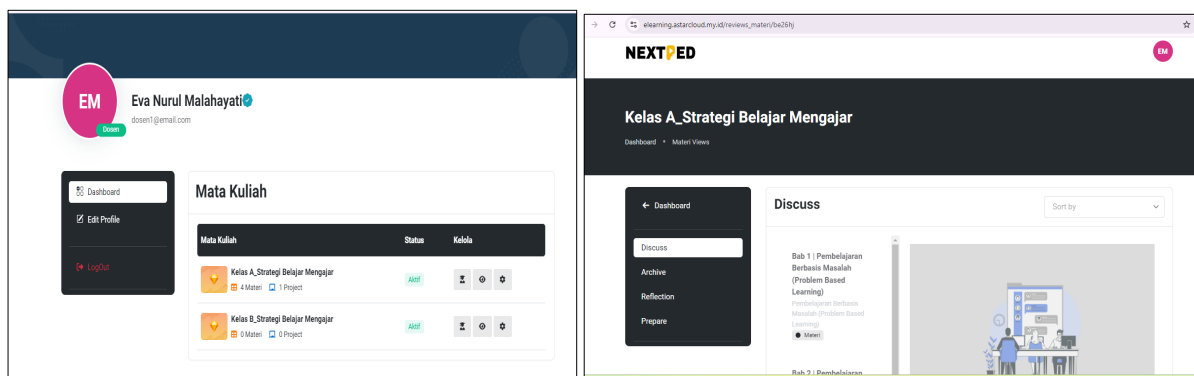 EM
Dosen
Eva Nurul Malahayati
dosen1@email.com
Dashboard
Edit Profile
LogOut
Mata Kuliah
Mata Kuliah Status Kelola
Kelas A_Strategi Belajar Mengajar
4 Materi 1 Project
Aktif
Kelas B_Strategi Belajar Mengajar
0 Materi 0 Project
Aktif
elearning.astarcloud.my.id/reviews_materi/be26hj
NEXTPED
EM
Kelas A_Strategi Belajar Mengajar
Dashboard Materi Views
Dashboard
Discuss
Archive
Reflection
Prepare
Discuss
Sort by
Bab 1 | Pembelajaran
Berbasis Masalah
(Problem Based
Learning)
Pembelajaran Berbasis
Masalah (Problem Based
Learning)
Materi
Bab 2 | Pembelajaran